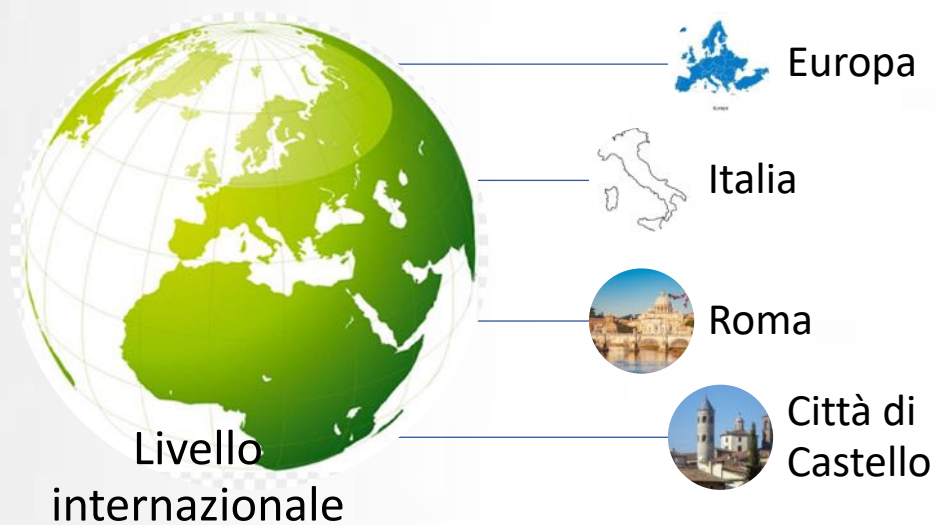 Europa
Italia
Roma
Città di
Castello
Livello
internazionale